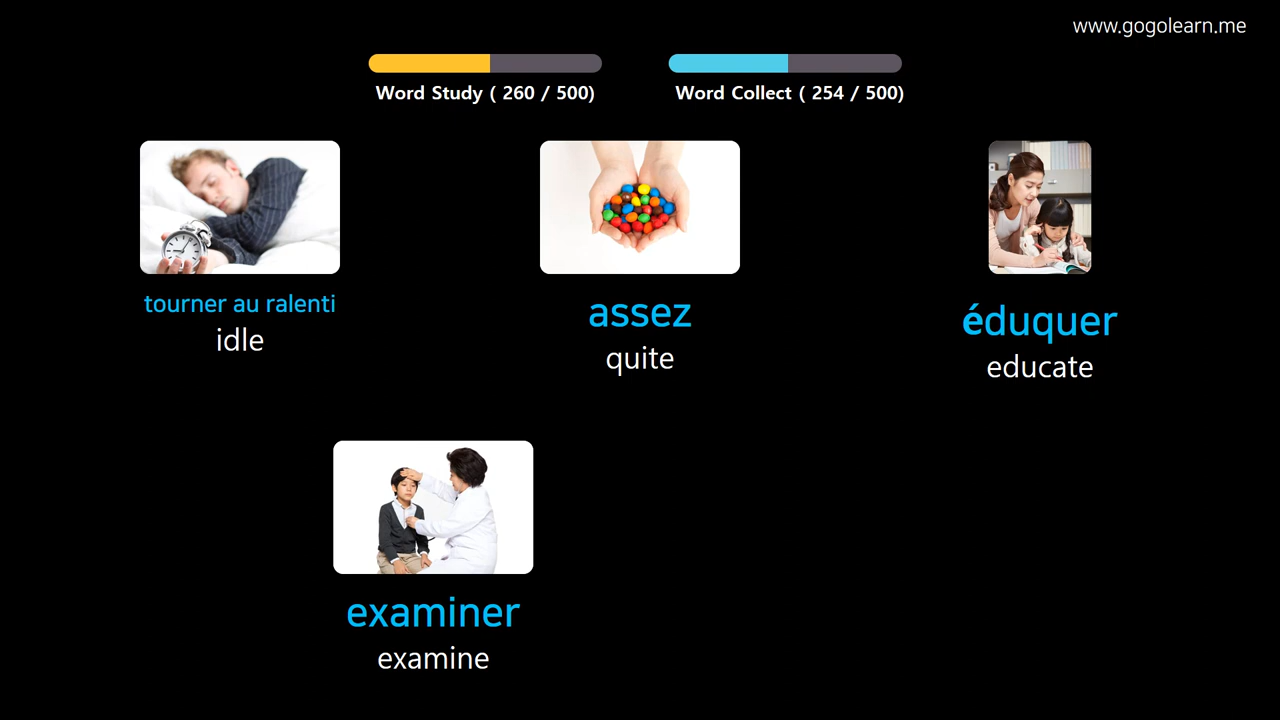 www.gogolearn.me
Word Study ( 260 / 500)
Word Collect ( 254 / 500)
tourner au ralenti
idle
assez
quite
éduquer
educate
examiner
examine